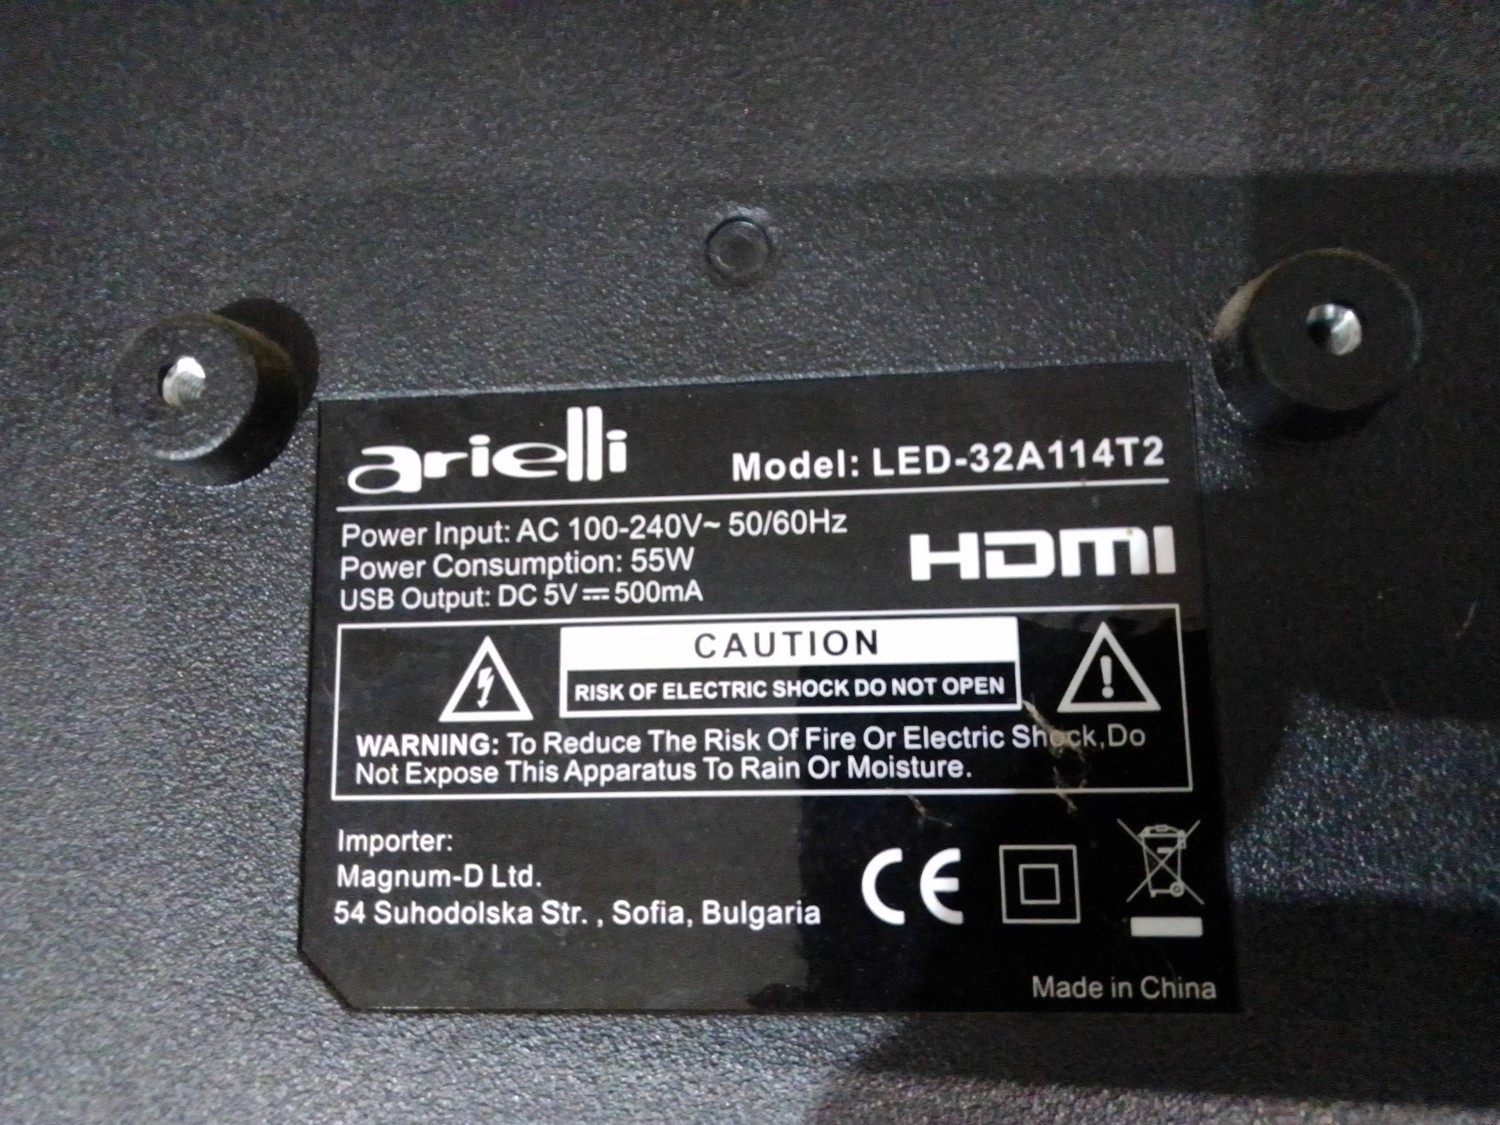 arielli
Model: LED-32A114T2
Power Input: AC 100-240V~ 50/60Hz
Power Consumption: 55W
USB Output: DC 5V⎓500mA
HDMI
CAUTION
RISK OF ELECTRIC SHOCK DO NOT OPEN
WARNING: To Reduce The Risk Of Fire Or Electric Shock,Do
Not Expose This Apparatus To Rain Or Moisture.
Importer:
Magnum-D Ltd.
54 Suhodolska Str. , Sofia, Bulgaria
CE
Made in China